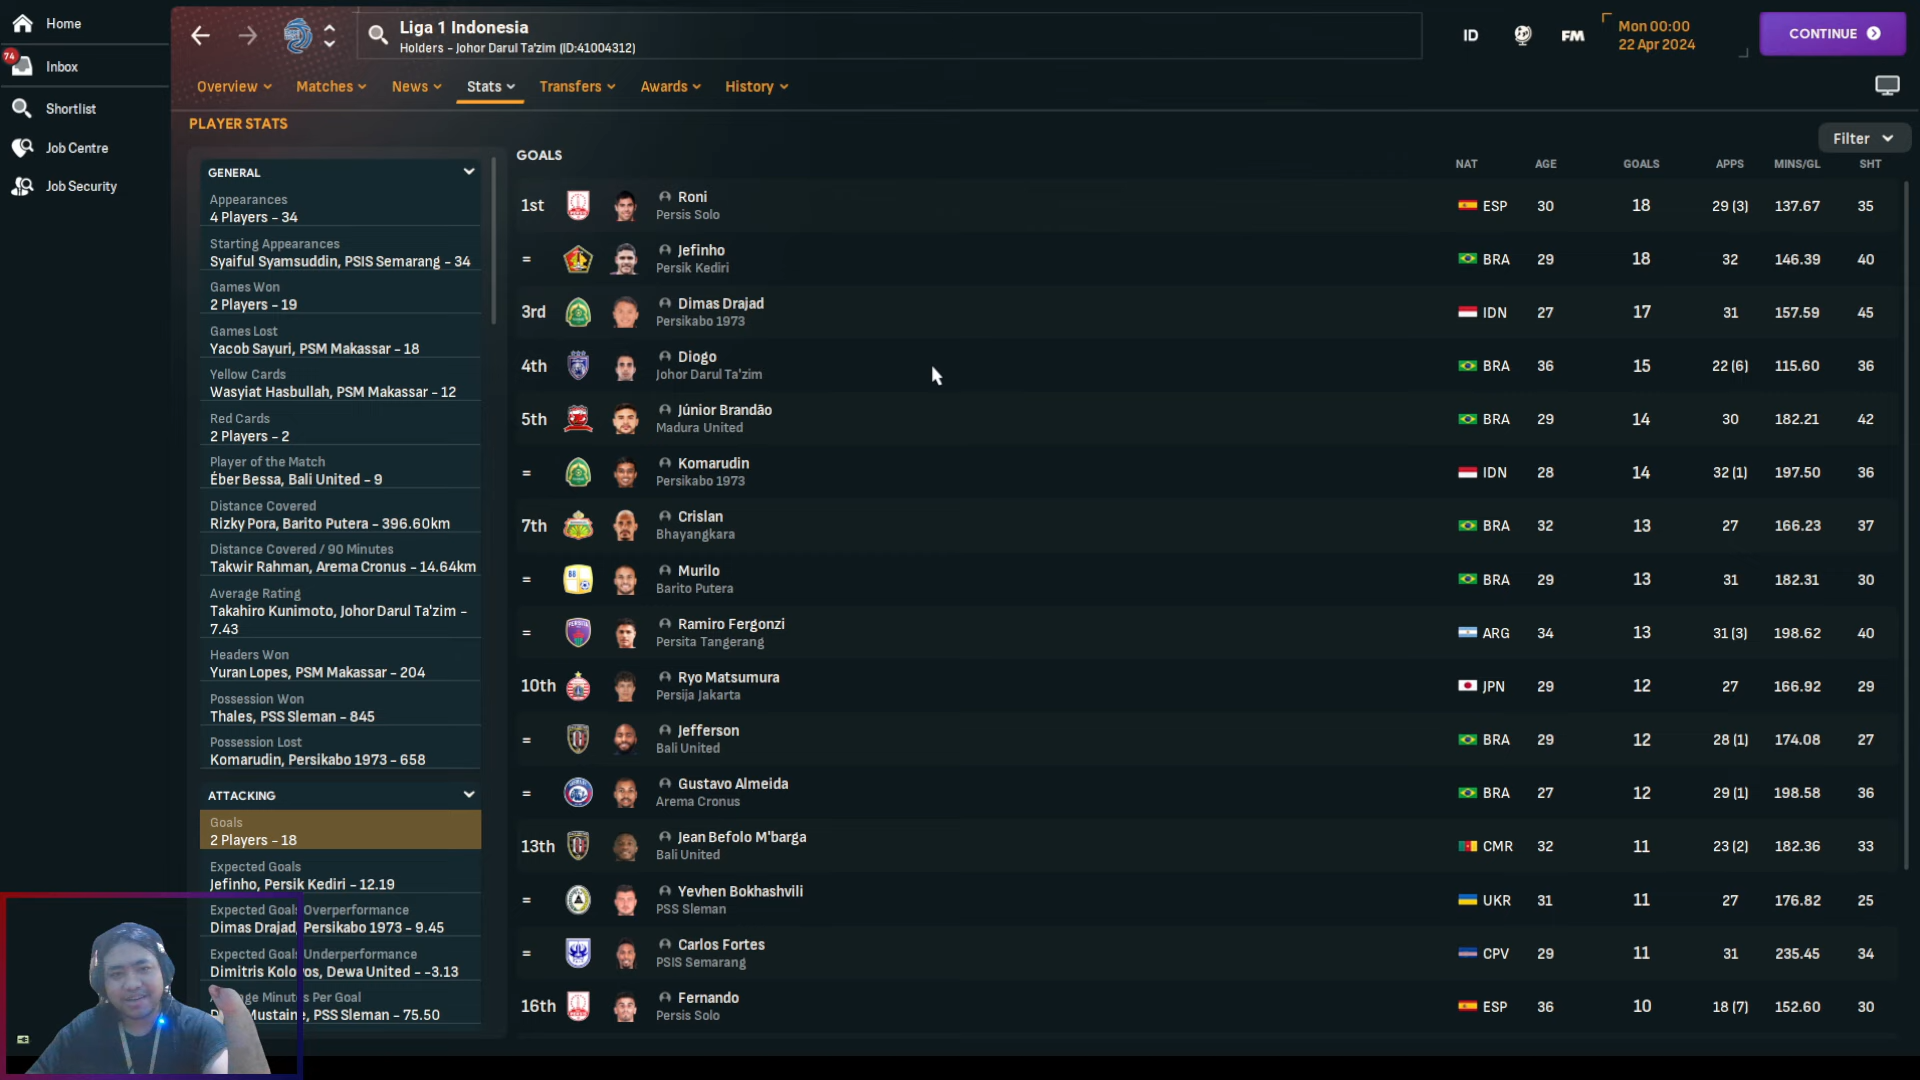 Home
74
Inbox
Shortlist
Job Centre
Job Security
Liga 1 Indonesia
Holders - Johor Darul Ta'zim (ID:41004312)
ID
FM
Mon 00:00
22 Apr 2024
CONTINUE
Overview
Matches
News
Stats
Transfers
Awards
History
PLAYER STATS
Filter
GENERAL
Appearances
4 Players - 34
Starting Appearances
Syaiful Syamsuddin, PSIS Semarang - 34
Games Won
2 Players - 19
Games Lost
Yacob Sayuri, PSM Makassar - 18
Yellow Cards
Wasyiat Hasbullah, PSM Makassar - 12
Red Cards
2 Players - 2
Player of the Match
Éber Bessa, Bali United - 9
Distance Covered
Rizky Pora, Barito Putera - 396.60km
Distance Covered / 90 Minutes
Takwir Rahman, Arema Cronus - 14.64km
Average Rating
Takahiro Kunimoto, Johor Darul Ta'zim -
7.43
Headers Won
Yuran Lopes, PSM Makassar - 204
Possession Won
Thales, PSS Sleman - 845
Possession Lost
Komarudin, Persikabo 1973 - 658
ATTACKING
Goals
2 Players - 18
Expected Goals
Jefinho, Persik Kediri - 12.19
Expected Goals Overperformance
Dimas Drajad, Persikabo 1973 - 9.45
Expected Goals Underperformance
Dimitris Kolovos, Dewa United - -3.13
Minutes Per Goal
Mustaine, PSS Sleman - 75.50
GOALS
NAT AGE GOALS APPS MINS/GL SHT
1st Roni ESP 30 18 29 (3) 137.67 35
Persis Solo
= Jefinho BRA 29 18 32 146.39 40
Persik Kediri
3rd Dimas Drajad IDN 27 17 31 157.59 45
Persikabo 1973
4th Diogo BRA 36 15 22 (6) 115.60 36
Johor Darul Ta'zim
5th Júnior Brandão BRA 29 14 30 182.21 42
Madura United
= Komarudin IDN 28 14 32 (1) 197.50 36
Persikabo 1973
7th Crislan BRA 32 13 27 166.23 37
Bhayangkara
= Murilo BRA 29 13 31 182.31 30
Barito Putera
= Ramiro Fergonzi ARG 34 13 31 (3) 198.62 40
Persita Tangerang
10th Ryo Matsumura JPN 29 12 27 166.92 29
Persija Jakarta
= Jefferson BRA 29 12 28 (1) 174.08 27
Bali United
= Gustavo Almeida BRA 27 12 29 (1) 198.58 36
Arema Cronus
13th Jean Befolo M'barga CMR 32 11 23 (2) 182.36 33
Bali United
= Yevhen Bokhashvili UKR 31 11 27 176.82 25
PSS Sleman
= Carlos Fortes CPV 29 11 31 235.45 34
PSIS Semarang
16th Fernando ESP 36 10 18 (7) 152.60 30
Persis Solo